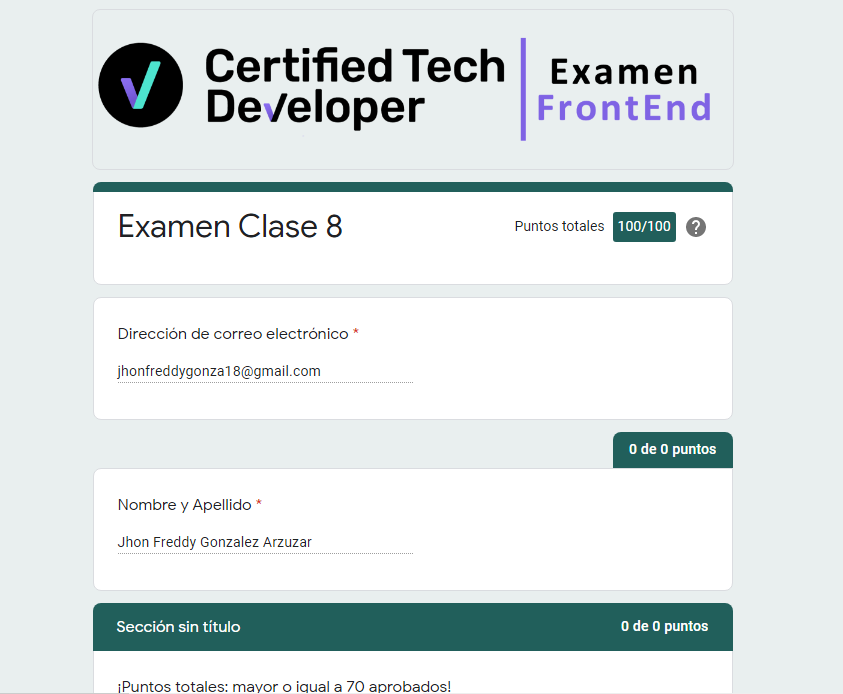 Certified Tech
Developer
Examen
FrontEnd
Examen Clase 8
Puntos totales 100/100 ?
Dirección de correo electrónico *
jhonfreddygonza18@gmail.com
0 de 0 puntos
Nombre y Apellido *
Jhon Freddy Gonzalez Arzuzar
Sección sin título 0 de 0 puntos
¡Puntos totales: mayor o igual a 70 aprobados!